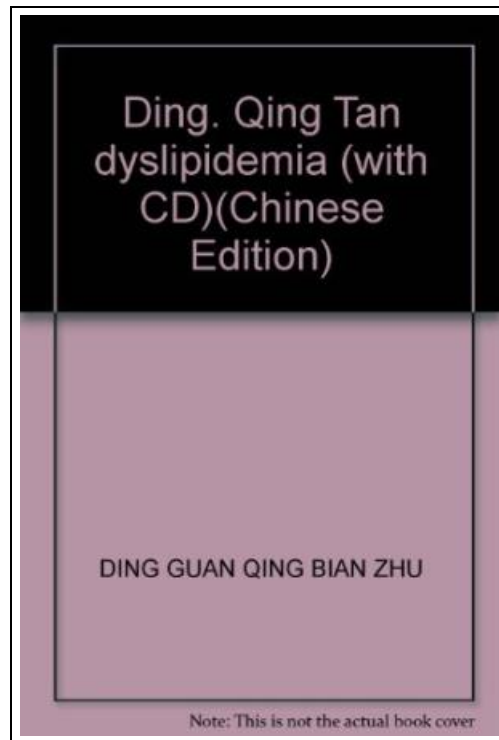 Ding. Qing Tan
dyslipidemia (with
CD)(Chinese
Edition)
DING GUAN QING BIAN ZHU
Note: This is not the actual book cover